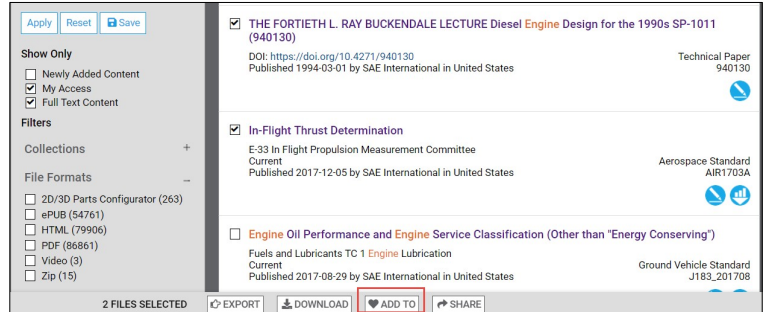 Apply Reset Save
Show Only
Newly Added Content
My Access
Full Text Content
Filters
Collections +
File Formats _
2D/3D Parts Configurator (263)
ePUB (54761)
HTML (79906)
PDF (86861)
Video (3)
Zip (15)
THE FORTIETH L. RAY BUCKENDALE LECTURE Diesel Engine Design for the 1990s SP-1011
(940130)
DOI: https://doi.org/10.4271/940130
Published 1994-03-01 by SAE International in United States
Technical Paper
940130
In-Flight Thrust Determination
E-33 In Flight Propulsion Measurement Committee
Current
Published 2017-12-05 by SAE International in United States
Aerospace Standard
AIR1703A
Engine Oil Performance and Engine Service Classification (Other than "Energy Conserving")
Fuels and Lubricants TC 1 Engine Lubrication
Current
Published 2017-08-29 by SAE International in United States
Ground Vehicle Standard
J183_201708
2 FILES SELECTED EXPORT DOWNLOAD ADD TO SHARE